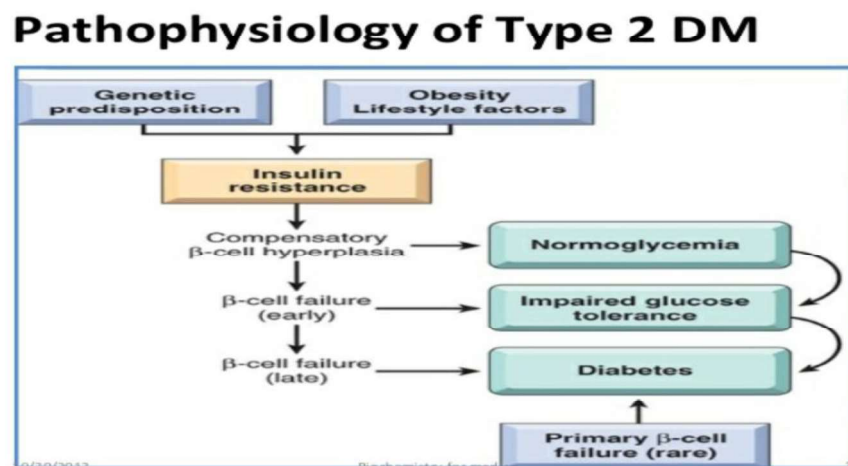 Pathophysiology of Type 2 DM
Genetic
predisposition
Obesity
Lifestyle factors
Insulin
resistance
Compensatory
β-cell hyperplasia
Normoglycemia
β-cell failure
(early)
Impaired glucose
tolerance
β-cell failure
(late)
Diabetes
Primary β-cell
failure (rare)